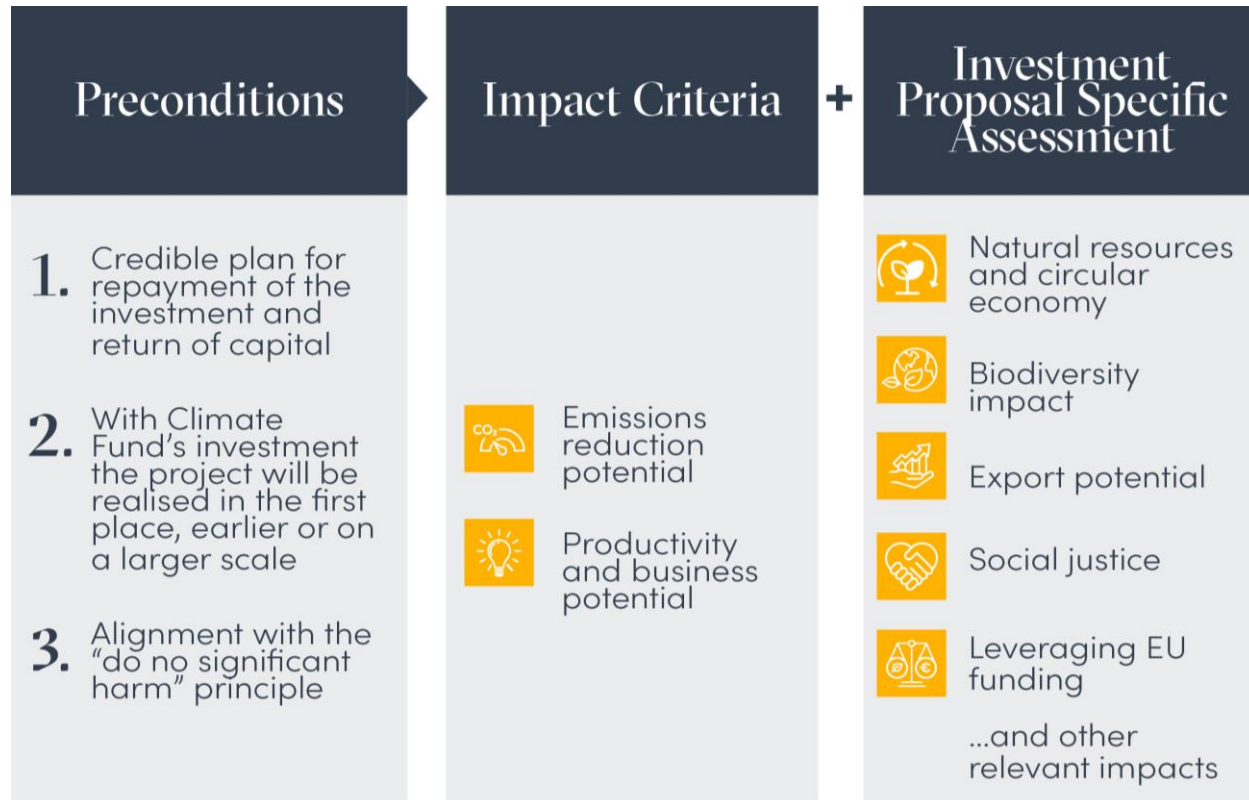 Preconditions
1. Credible plan for
repayment of the
investment and
return of capital
2. With Climate
Fund’s investment
the project will be
realised in the first
place, earlier or on
a larger scale
3. Alignment with the
“do no significant
harm” principle
Impact Criteria
CO₂
Emissions
reduction
potential
Productivity
and business
potential
+
Investment
Proposal Specific
Assessment
Natural resources
and circular
economy
Biodiversity
impact
Export potential
Social justice
€
Leveraging EU
funding
...and other
relevant impacts